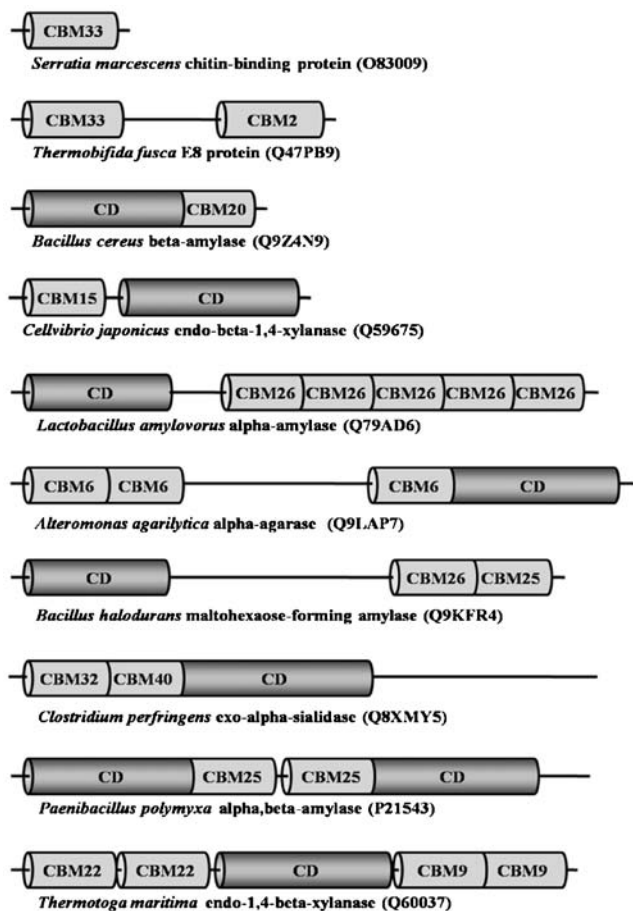 CBM33
Serratia marcescens chitin-binding protein (O83009)
CBM33 CBM2
Thermobifida fusca E8 protein (Q47PB9)
CD CBM20
Bacillus cereus beta-amylase (Q9Z4N9)
CBM15 CD
Cellvibrio japonicus endo-beta-1,4-xylanase (Q59675)
CD CBM26 CBM26 CBM26 CBM26 CBM26
Lactobacillus amylovorus alpha-amylase (Q79AD6)
CBM6 CBM6 CBM6 CD
Alteromonas agarilytica alpha-agarase (Q9LAP7)
CD CBM26 CBM25
Bacillus halodurans maltohexaose-forming amylase (Q9KFR4)
CBM32 CBM40 CD
Clostridium perfringens exo-alpha-sialidase (Q8XMY5)
CD CBM25 CBM25 CD
Paenibacillus polymyxa alpha,beta-amylase (P21543)
CBM22 CBM22 CD CBM9 CBM9
Thermotoga maritima endo-1,4-beta-xylanase (Q60037)